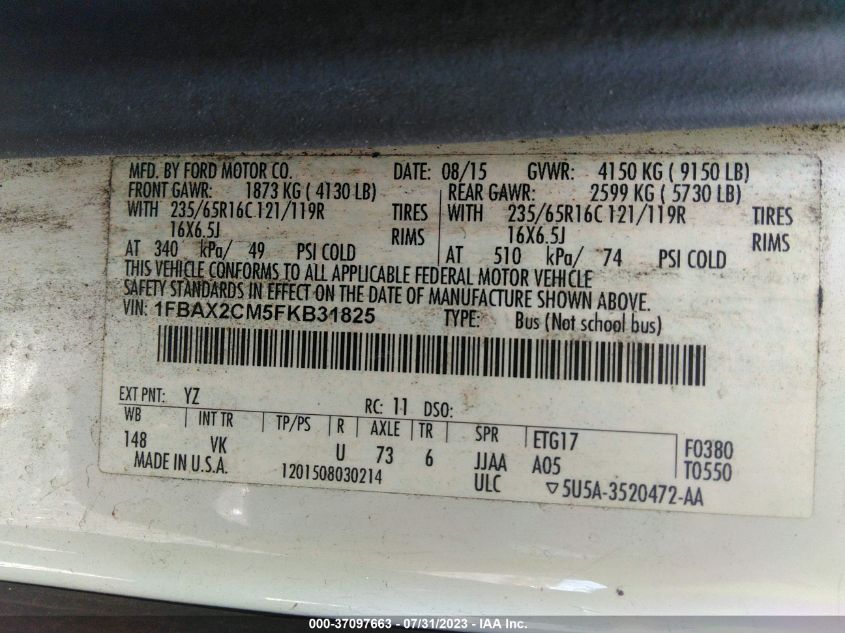 MFD. BY FORD MOTOR CO. DATE: 08/15 GVWR: 4150 KG ( 9150 LB)
FRONT GAWR: 1873 KG ( 4130 LB) REAR GAWR: 2599 KG ( 5730 LB)
WITH 235/65R16C 121/119R TIRES WITH 235/65R16C 121/119R TIRES
16X6.5J RIMS 16X6.5J RIMS
AT 340 kPa/ 49 PSI COLD AT 510 kPa/ 74 PSI COLD
THIS VEHICLE CONFORMS TO ALL APPLICABLE FEDERAL MOTOR VEHICLE
SAFETY STANDARDS IN EFFECT ON THE DATE OF MANUFACTURE SHOWN ABOVE.
VIN: 1FBAX2CM5FKB31825 TYPE: Bus (Not school bus)
EXT PNT: YZ RC: 11 DSO:
WB INT TR TP/PS R AXLE TR SPR ETG17 F0380
148 VK U 73 6 JJAA A05 T0550
MADE IN U.S.A. 1201508030214 ULC ▽5U5A-3520472-AA
000-37097663 - 07/31/2023 - IAA Inc.